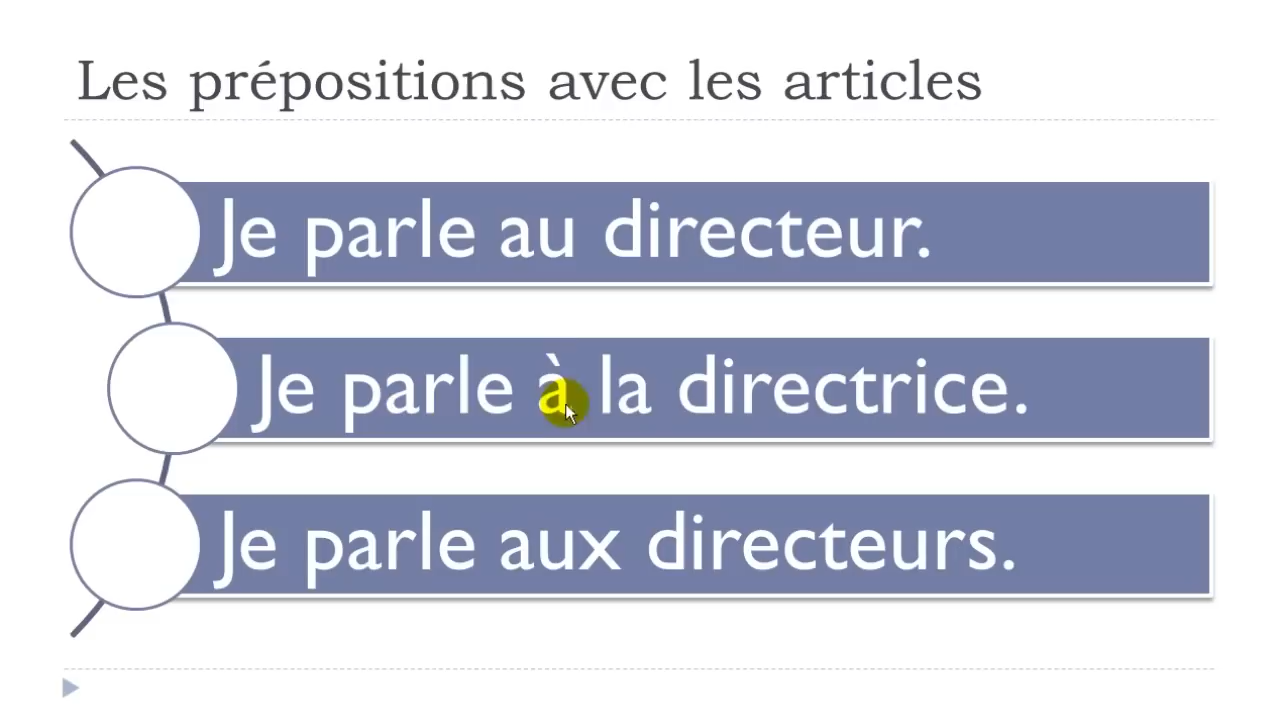 Les prépositions avec les articles
Je parle au directeur.
Je parle à la directrice.
Je parle aux directeurs.